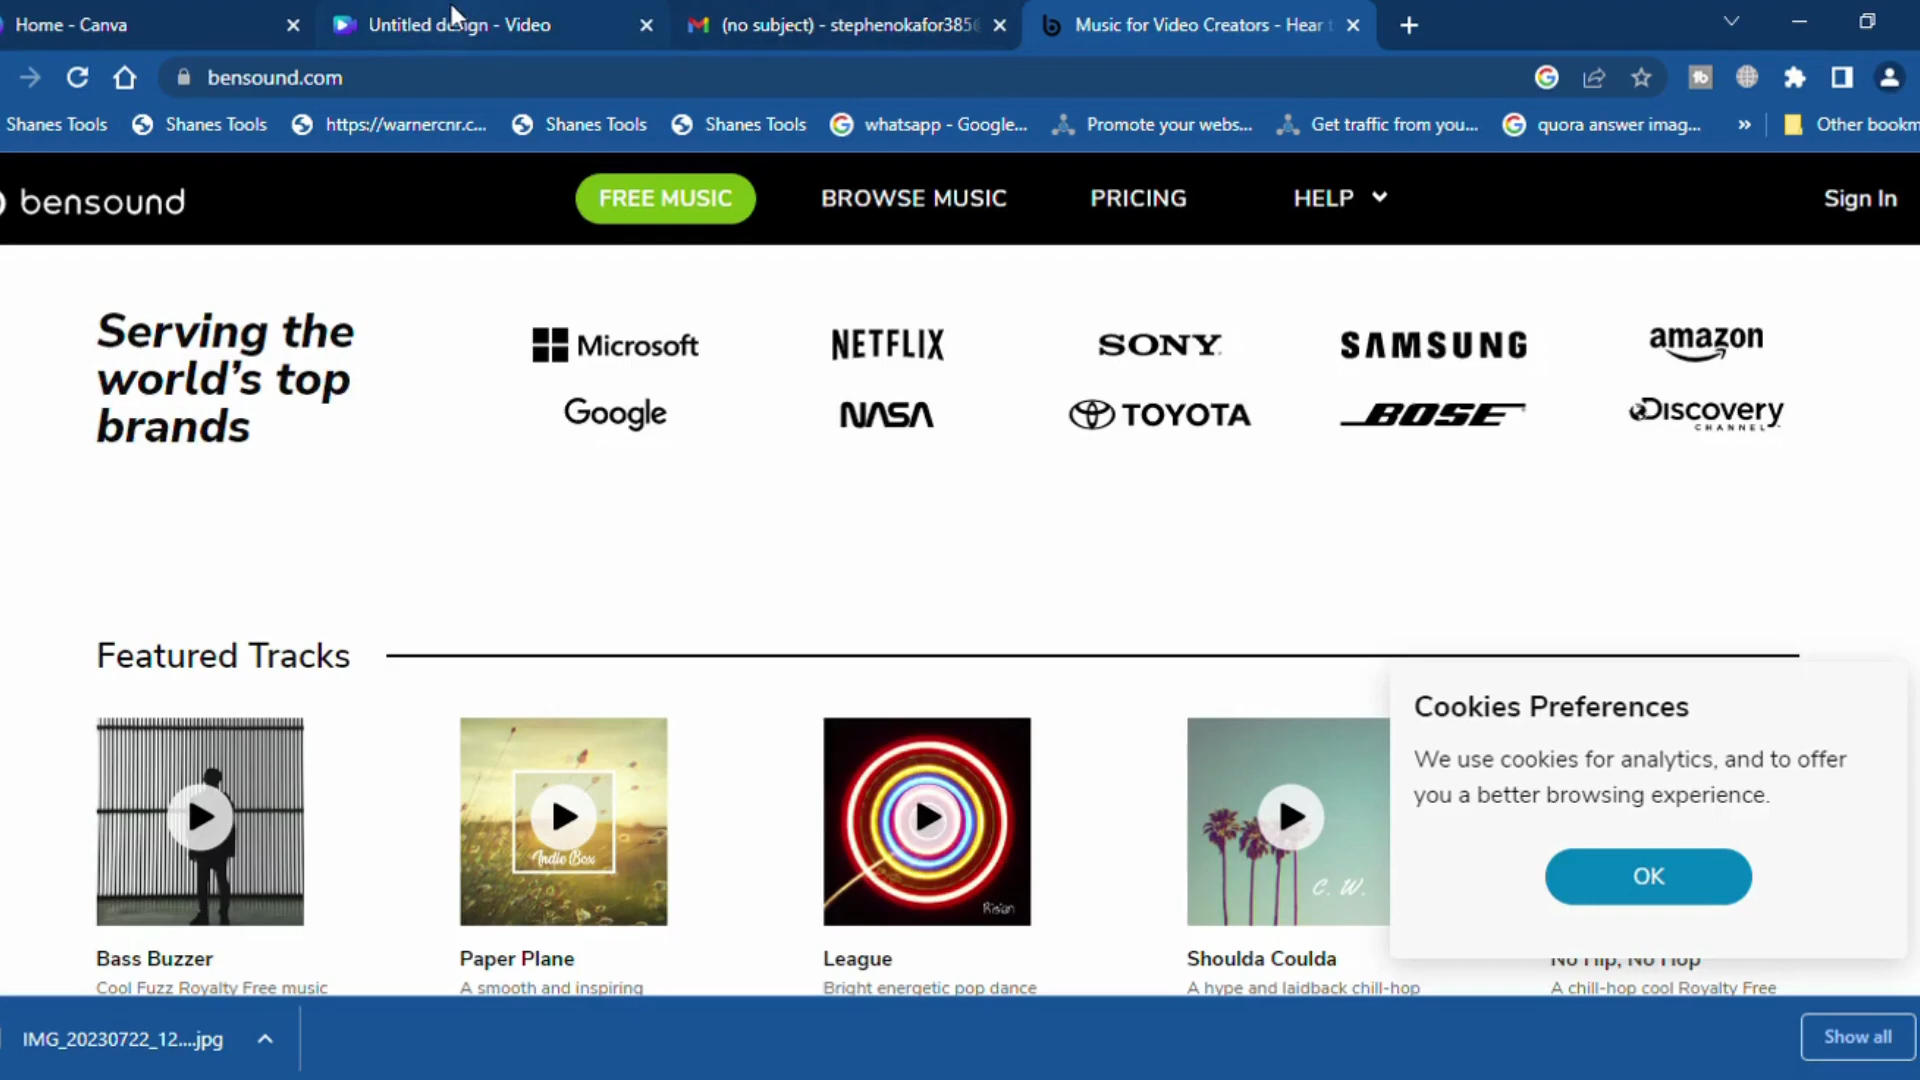 Home - Canva
Untitled design - Video
(no subject) - stephenokafor385@
Music for Video Creators - Hear t
bensound.com
Shanes Tools
Shanes Tools
https://warnercnr.c...
Shanes Tools
Shanes Tools
whatsapp - Google...
Promote your webs...
Get traffic from you...
quora answer imag...
»
Other bookm
bensound
FREE MUSIC
BROWSE MUSIC
PRICING
HELP
Sign In
Serving the
world's top
brands
Microsoft
NETFLIX
SONY
SAMSUNG
amazon
Google
NASA
TOYOTA
BOSE
Discovery
CHANNEL
Featured Tracks
Indie Box
Risian
C. W.
Cookies Preferences
We use cookies for analytics, and to offer
you a better browsing experience.
OK
Bass Buzzer
Paper Plane
League
Shoulda Coulda
No Hip, No Hop
Cool Fuzz Royalty Free music
A smooth and inspiring
Bright energetic pop dance
A hype and laidback chill-hop
A chill-hop cool Royalty Free
IMG_20230722_12....jpg
Show all